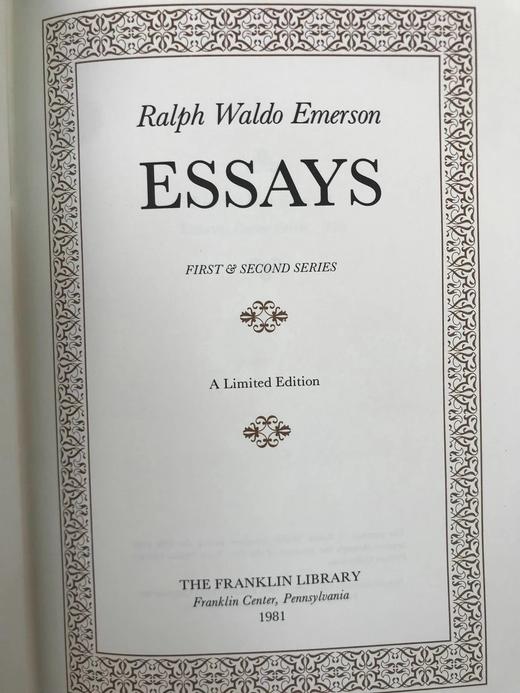 Ralph Waldo Emerson
ESSAYS
FIRST & SECOND SERIES
A Limited Edition
THE FRANKLIN LIBRARY
Franklin Center, Pennsylvania
1981